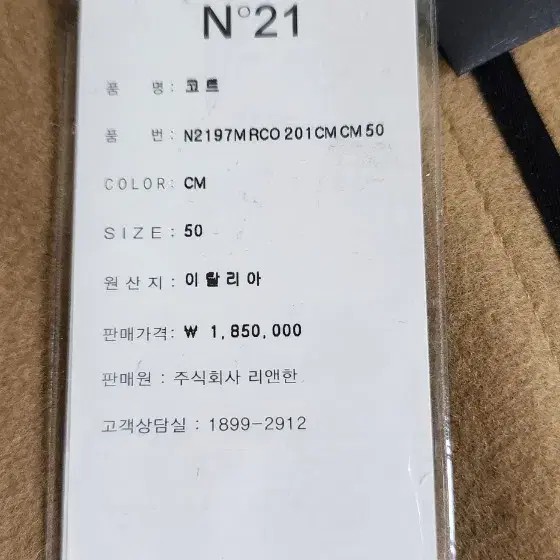 N°21
품 명: 코트
품 번: N2197MRCO201CMCM50
COLOR: CM
SIZE: 50
원산지: 이탈리아
판매가격: ₩ 1,850,000
판매원 : 주식회사 리앤한
고객상담실 : 1899-2912